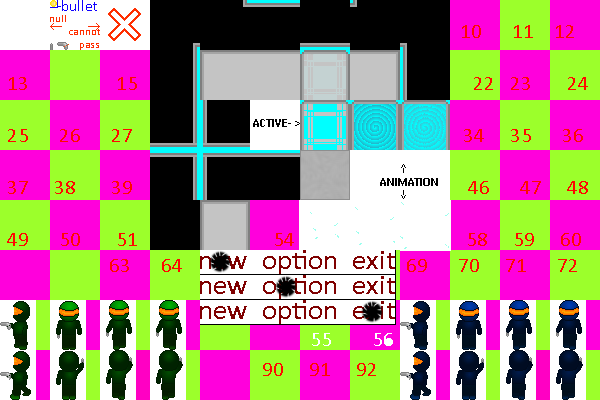 -bullet
null
cannot
pass
10 11 12
13 15 22 23 24
25 26 27 ACTIVE- > 34 35 36
37 38 39 ANIMATION 46 47 48
49 50 51 54 58 59 60
63 64 new option exit 69 70 71 72
new option exit
new option exit
55 56
90 91 92